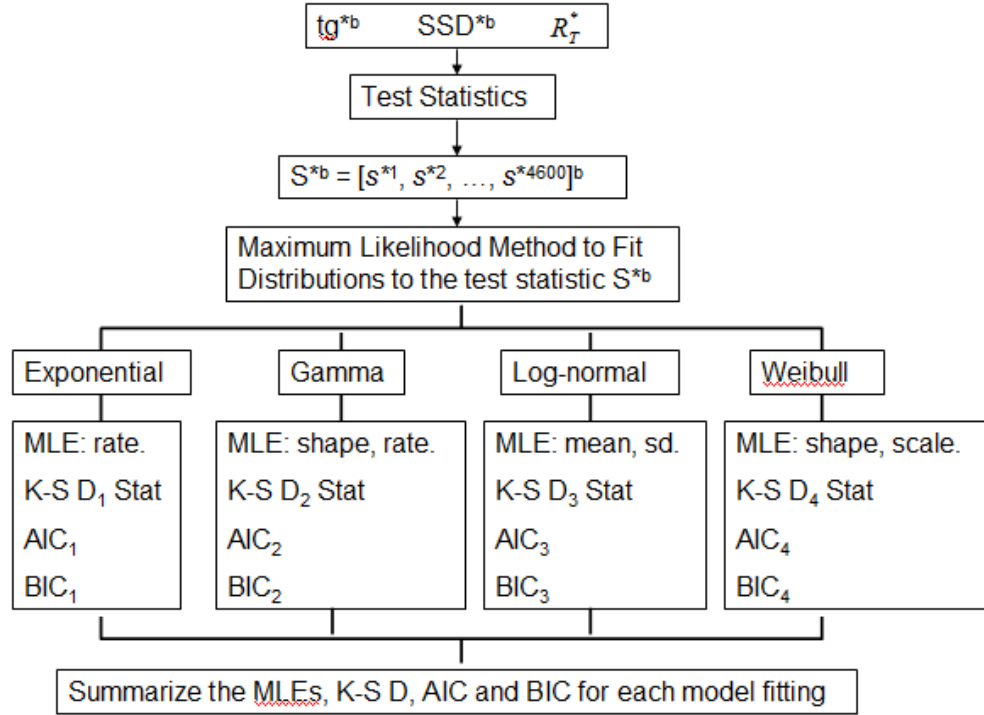 tg*b SSD*b R*T
Test Statistics
S*b = [s*1, s*2, …, s*4600]b
Maximum Likelihood Method to Fit
Distributions to the test statistic S*b
Exponential
Gamma
Log-normal
Weibull
MLE: rate.
K-S D1 Stat
AIC1
BIC1
MLE: shape, rate.
K-S D2 Stat
AIC2
BIC2
MLE: mean, sd.
K-S D3 Stat
AIC3
BIC3
MLE: shape, scale.
K-S D4 Stat
AIC4
BIC4
Summarize the MLEs, K-S D, AIC and BIC for each model fitting